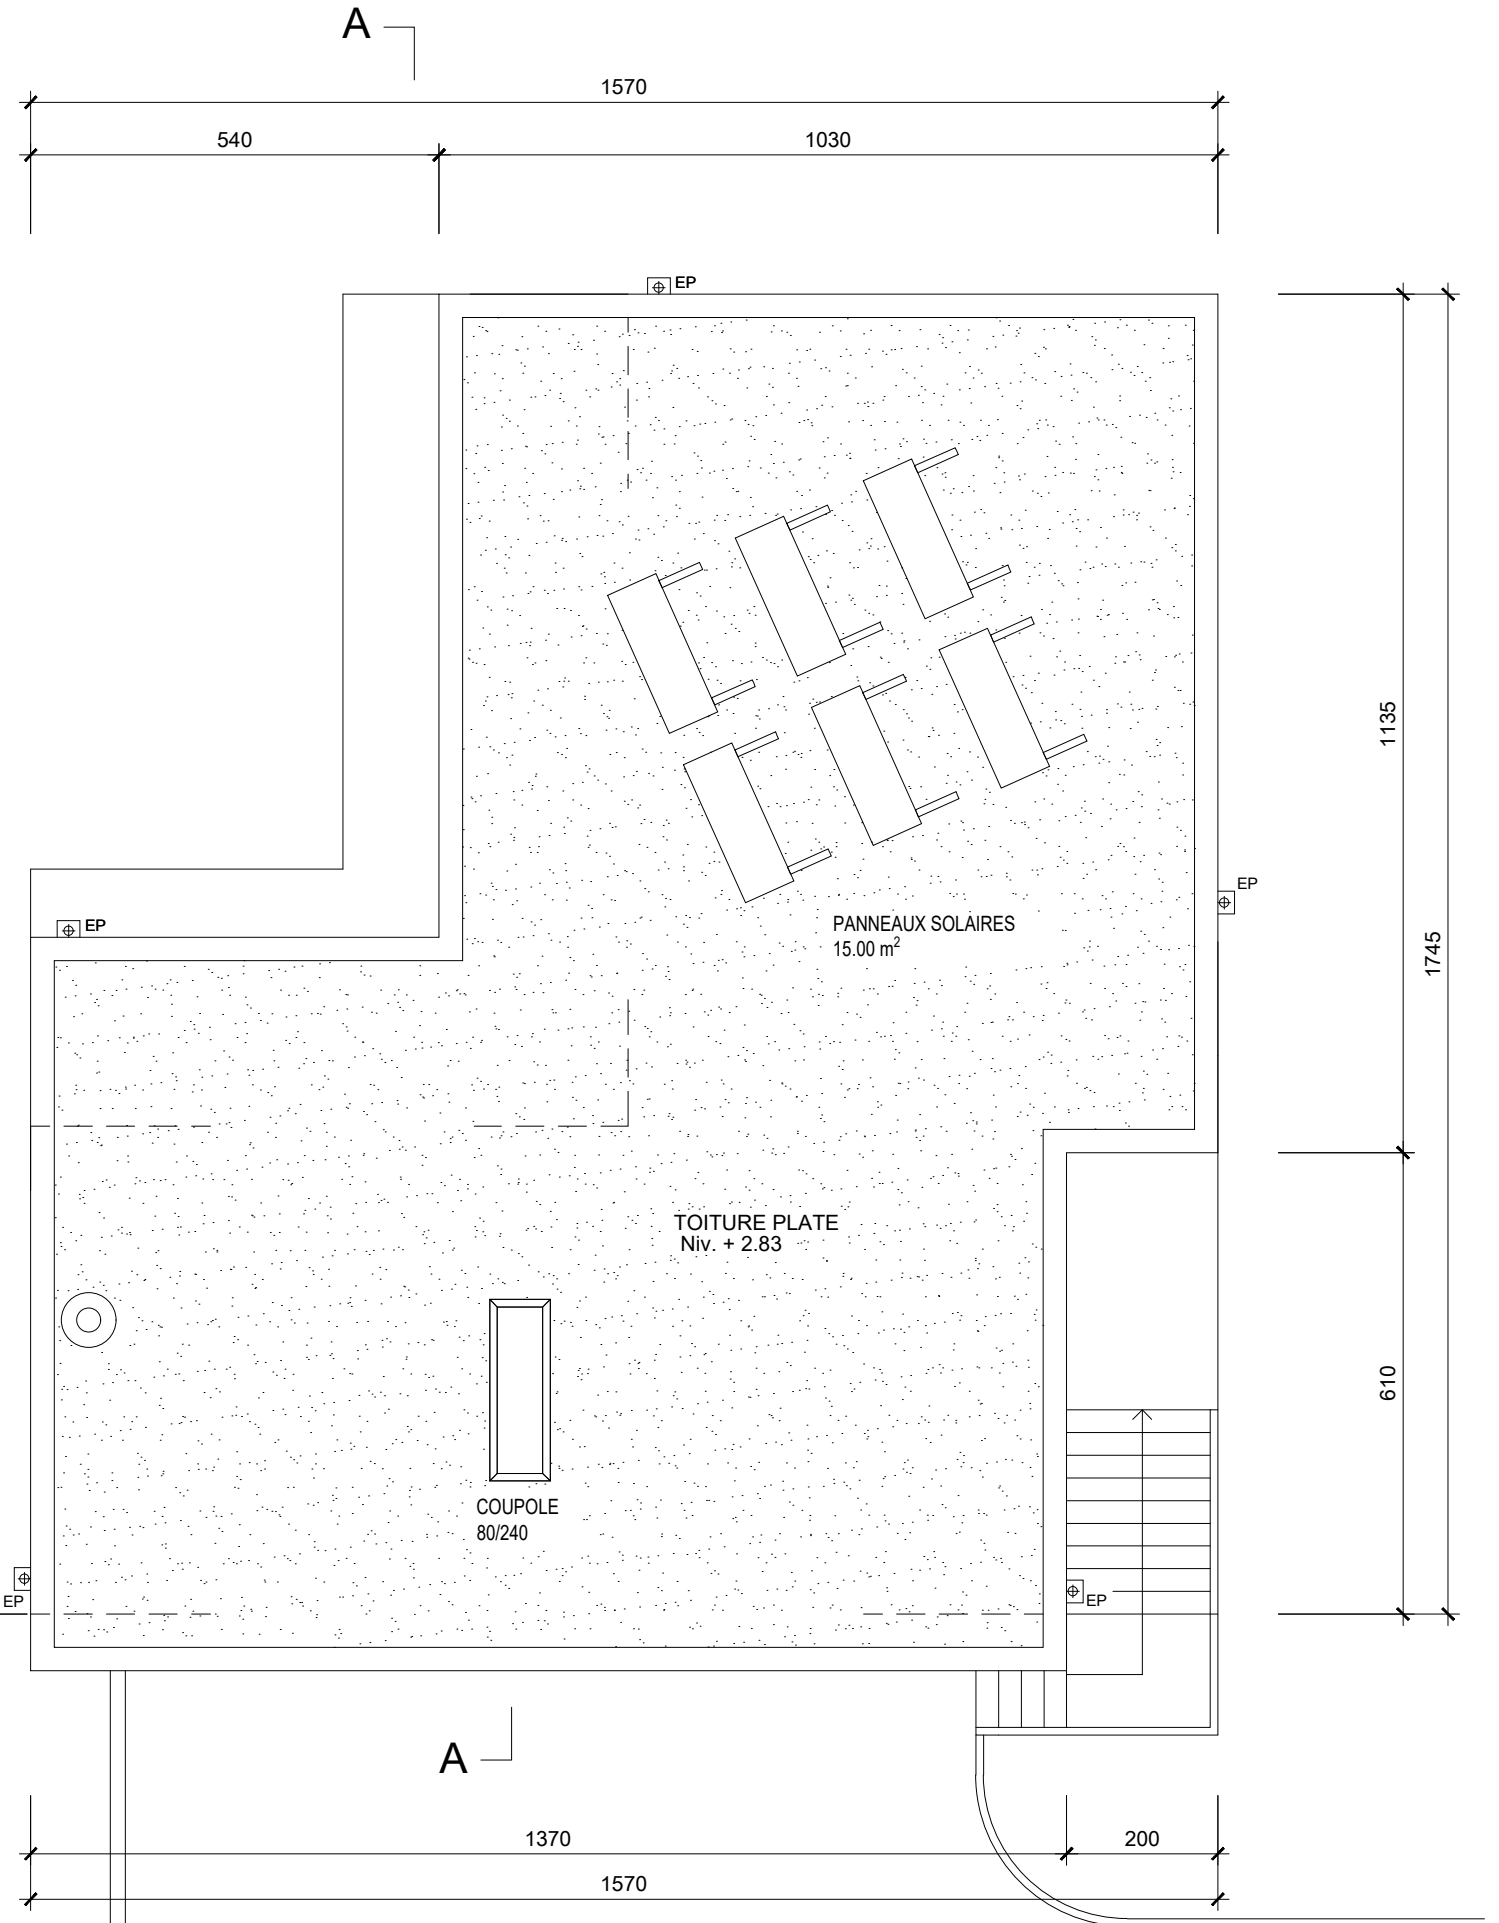 A
1570
540
1030
EP
1135
EP
EP
PANNEAUX SOLAIRES
15.00 m²
1745
TOITURE PLATE
Niv. + 2.83
610
COUPOLE
80/240
EP
EP
A
1370
200
1570